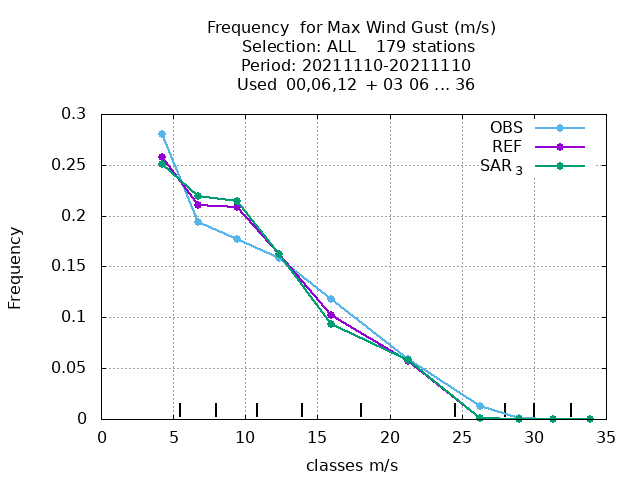 Frequency  for Max Wind Gust (m/s)
Selection: ALL    179 stations
Period: 20211110-20211110
Used  00,06,12  + 03 06 ... 36
0.3
0.25
0.2
0.15
0.1
0.05
0
Frequency
OBS
REF
SAR 3
0 5 10 15 20 25 30 35
classes m/s